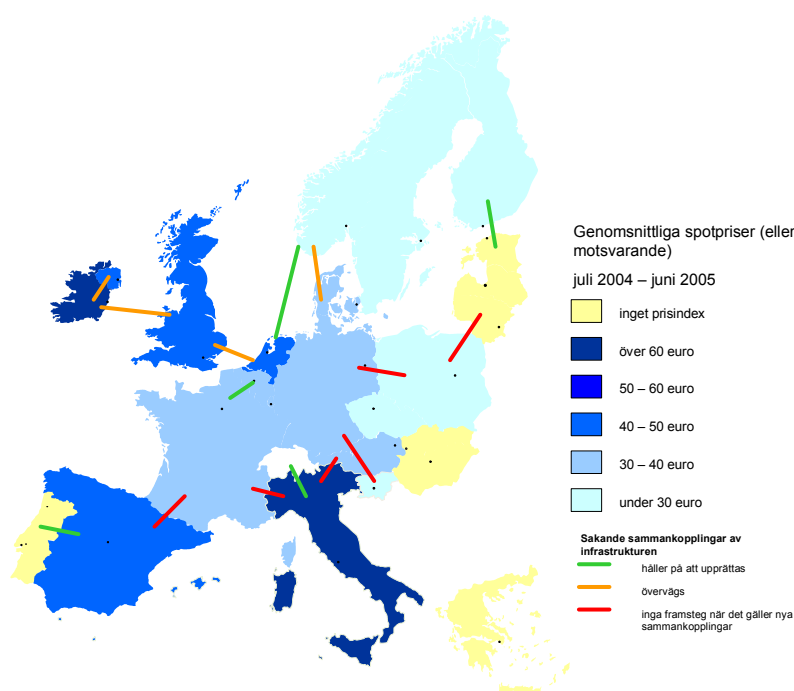 Genomsnittliga spotpriser (eller
motsvarande)
juli 2004 – juni 2005
inget prisindex
över 60 euro
50 – 60 euro
40 – 50 euro
30 – 40 euro
under 30 euro
Sakande sammankopplingar av
infrastrukturen
håller på att upprättas
övervägs
inga framsteg när det gäller nya
sammankopplingar